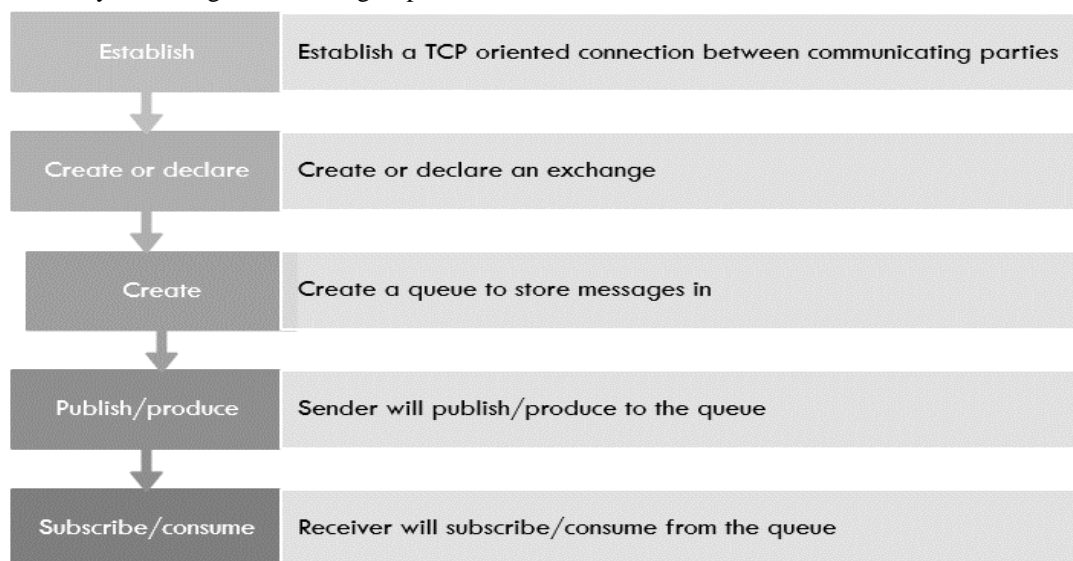 Establish
Establish a TCP oriented connection between communicating parties
Create or declare
Create or declare an exchange
Create
Create a queue to store messages in
Publish/produce
Sender will publish/produce to the queue
Subscribe/consume
Receiver will subscribe/consume from the queue